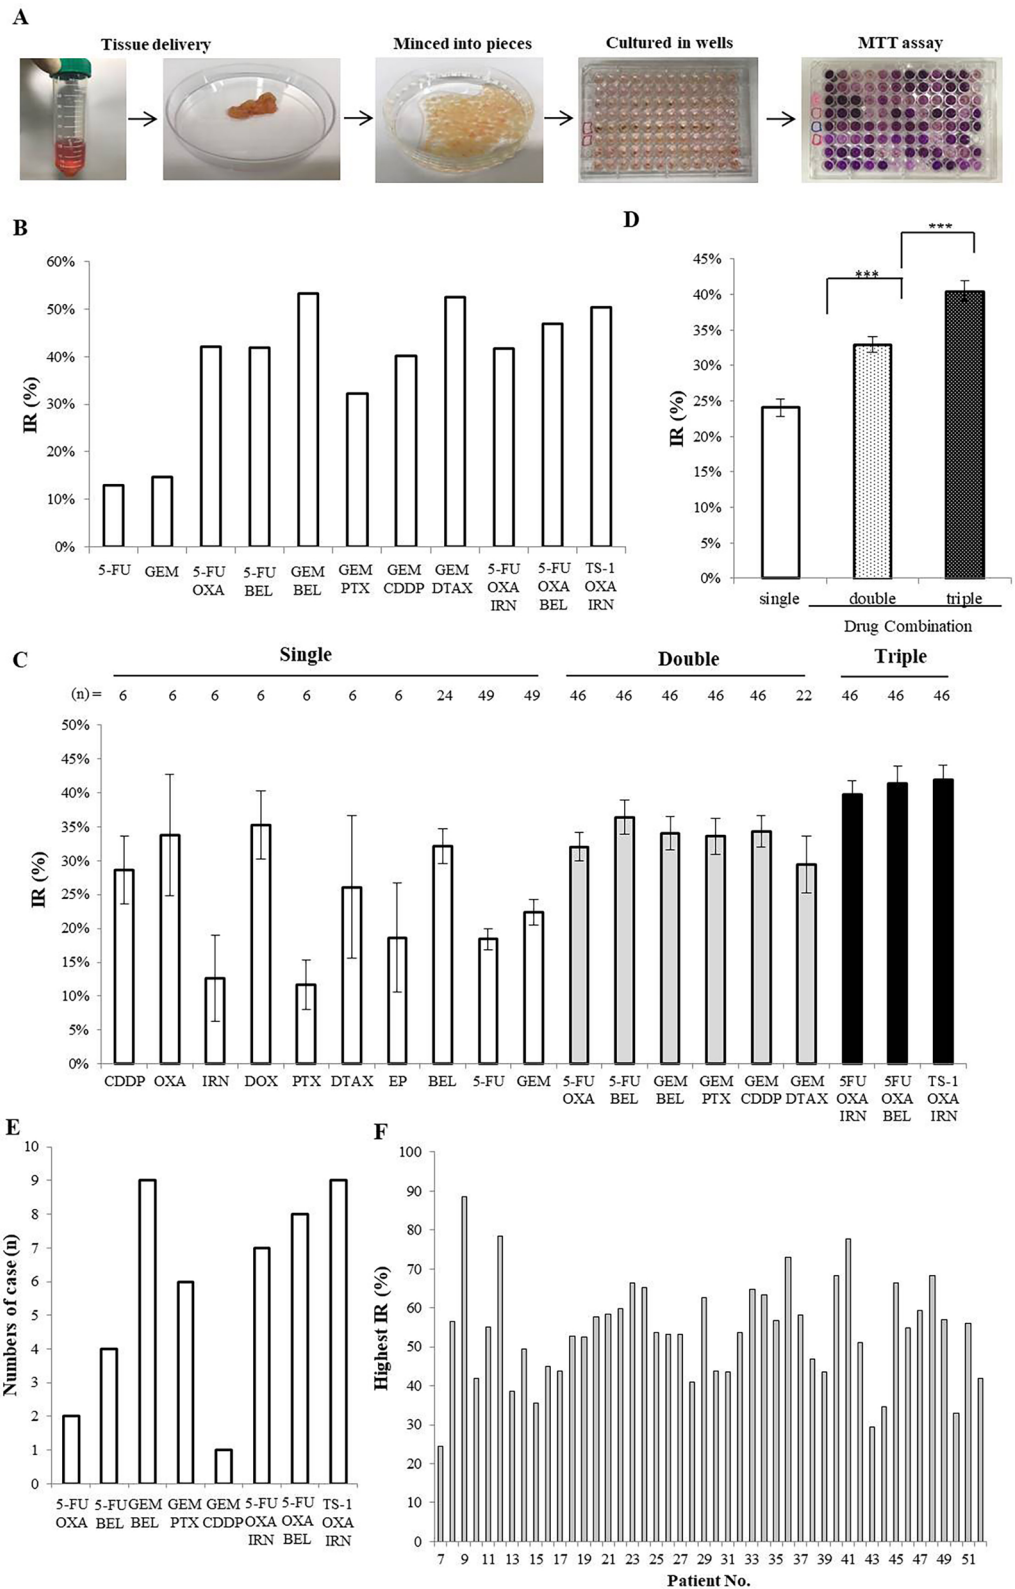 A
Tissue delivery
Minced into pieces
Cultured in wells
MTT assay
B
60%
50%
40%
30%
20%
10%
0%
IR (%)
5-FU
GEM
5-FU
OXA
5-FU
BEL
GEM
BEL
GEM
PTX
GEM
CDDP
GEM
DTAX
5-FU
OXA
IRN
5-FU
OXA
BEL
TS-1
OXA
IRN
D
***
***
45%
40%
35%
30%
25%
20%
15%
10%
5%
0%
IR (%)
single
double
triple
Drug Combination
C
Single
Double
Triple
(n) = 6 6 6 6 6 6 6 24 49 49 46 46 46 46 46 22 46 46 46
50%
45%
40%
35%
30%
25%
20%
15%
10%
5%
0%
IR (%)
CDDP
OXA
IRN
DOX
PTX
DTAX
EP
BEL
5-FU
GEM
5-FU
OXA
5-FU
BEL
GEM
BEL
GEM
PTX
GEM
CDDP
GEM
DTAX
5FU
OXA
IRN
5FU
OXA
BEL
TS-1
OXA
IRN
E
10
9
8
7
6
5
4
3
2
1
0
Numbers of case (n)
5-FU
OXA
5-FU
BEL
GEM
BEL
GEM
PTX
GEM
CDDP
5-FU
OXA
IRN
5-FU
OXA
BEL
TS-1
OXA
IRN
F
100
90
80
70
60
50
40
30
20
10
0
Highest IR (%)
7 9 11 13 15 17 19 21 23 25 27 29 31 33 35 37 39 41 43 45 47 49 51
Patient No.